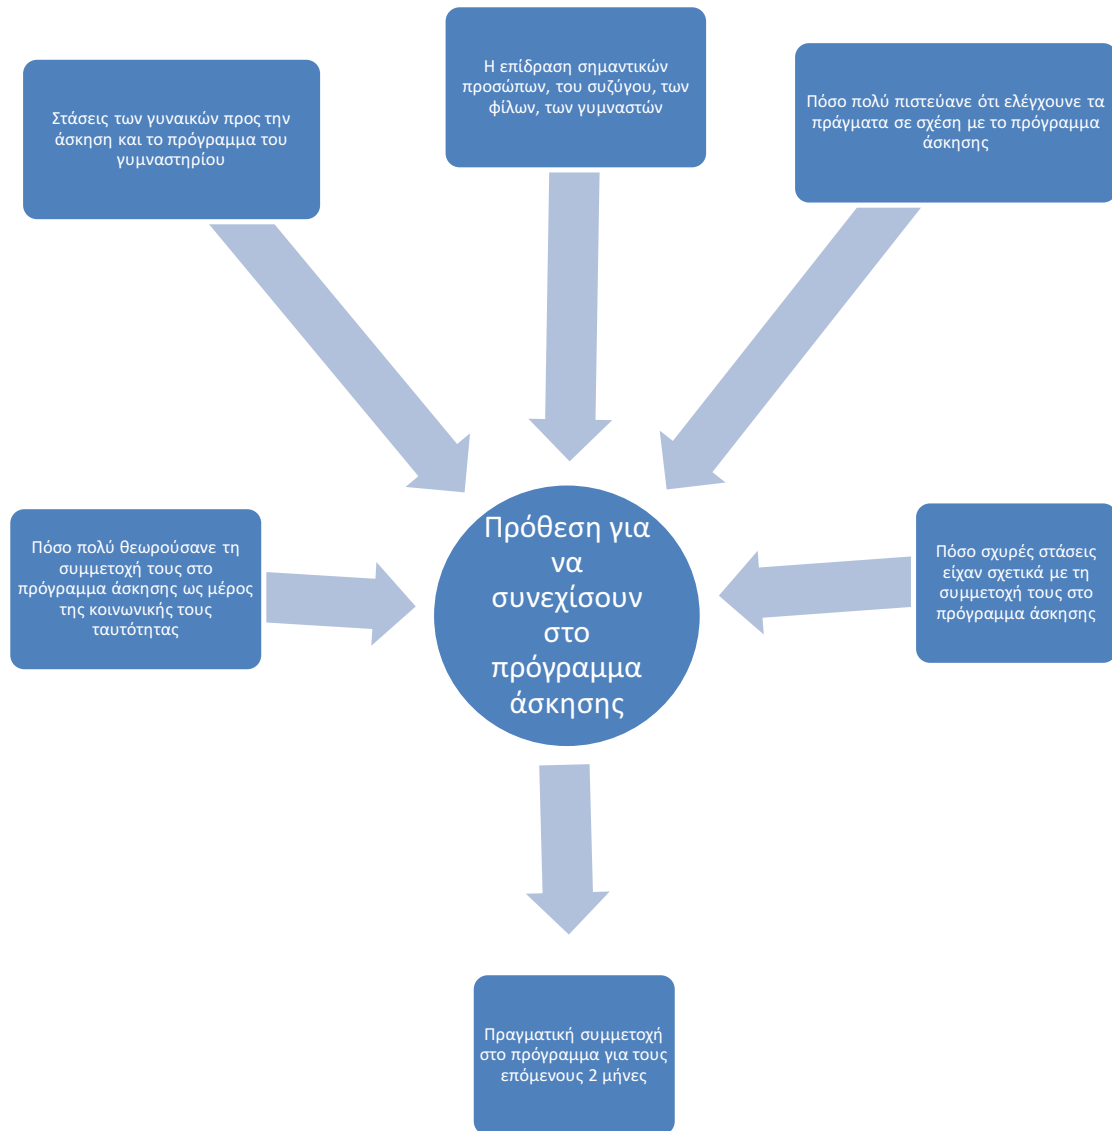 Η επίδραση σημαντικών
προσώπων, του συζύγου, των
φίλων, των γυμναστών
Στάσεις των γυναικών προς την
άσκηση και το πρόγραμμα του
γυμναστηρίου
Πόσο πολύ πιστεύανε ότι ελέγχουνε τα
πράγματα σε σχέση με το πρόγραμμα
άσκησης
Πόσο πολύ θεωρούσανε τη
συμμετοχή τους στο
πρόγραμμα άσκησης ως μέρος
της κοινωνικής τους
ταυτότητας
Πρόθεση για
να
συνεχίσουν
στο
πρόγραμμα
άσκησης
Πόσο σχυρές στάσεις
είχαν σχετικά με τη
συμμετοχή τους στο
πρόγραμμα άσκησης
Πραγματική συμμετοχή
στο πρόγραμμα για τους
επόμενους 2 μήνες